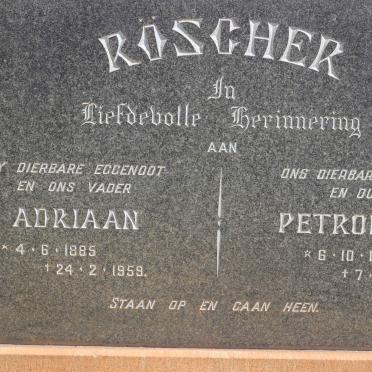 RÖSCHER
In
Liefdevolle Herinnering
AAN
DIERBARE EGGENOOT
EN ONS VADER
ADRIAAN
* 4·6·1885
†24·2·1959.
ONS DIERBAR
EN OU
PETRO
* 6·10·
†7·
STAAN OP EN GAAN HEEN.